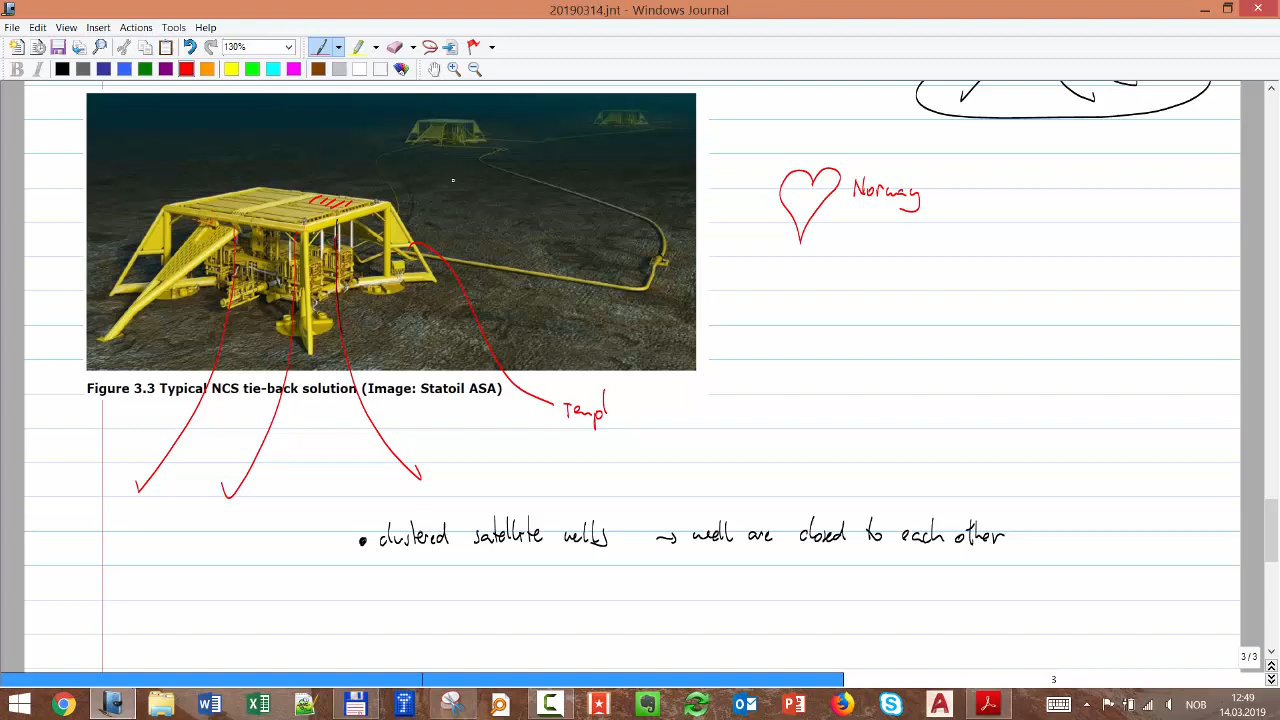 20190314.jnt - Windows Journal
File Edit View Insert Actions Tools Help
130%
B I
Norway
Figure 3.3 Typical NCS tie-back solution (Image: Statoil ASA)
Templ
• clustered satellite wells → well are closed to each other
3/3
3
12:49
NOB
14.03.2019